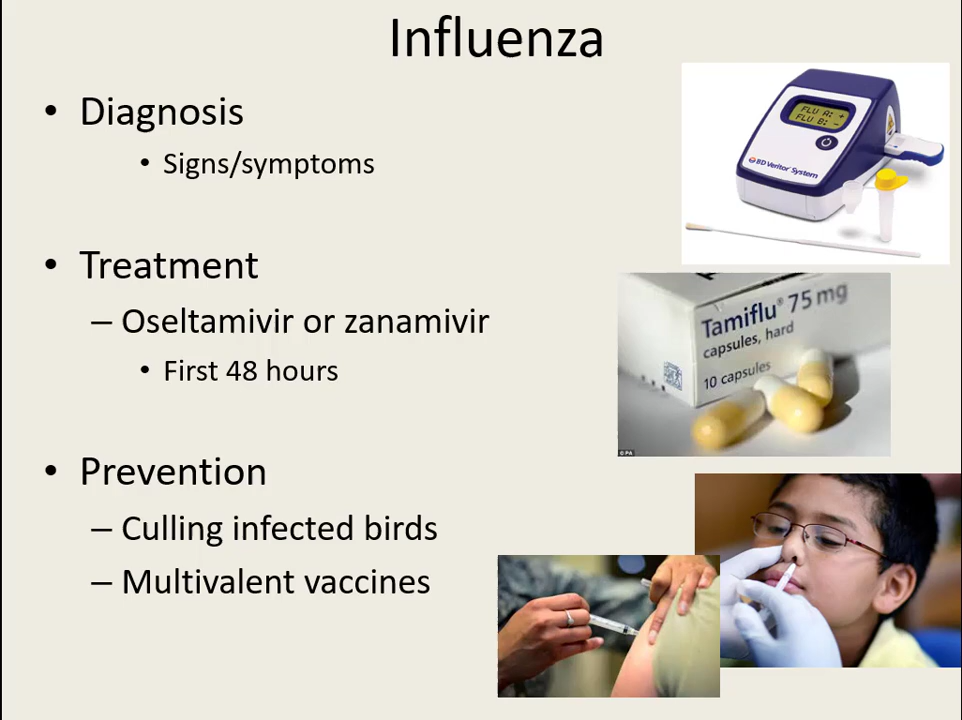 Influenza
• Diagnosis
• Signs/symptoms
• Treatment
– Oseltamivir or zanamivir
• First 48 hours
• Prevention
– Culling infected birds
– Multivalent vaccines
FLU A: +
FLU B: -
BD Veritor System
Tamiflu® 75 mg
capsules, hard
10 capsules
© PA